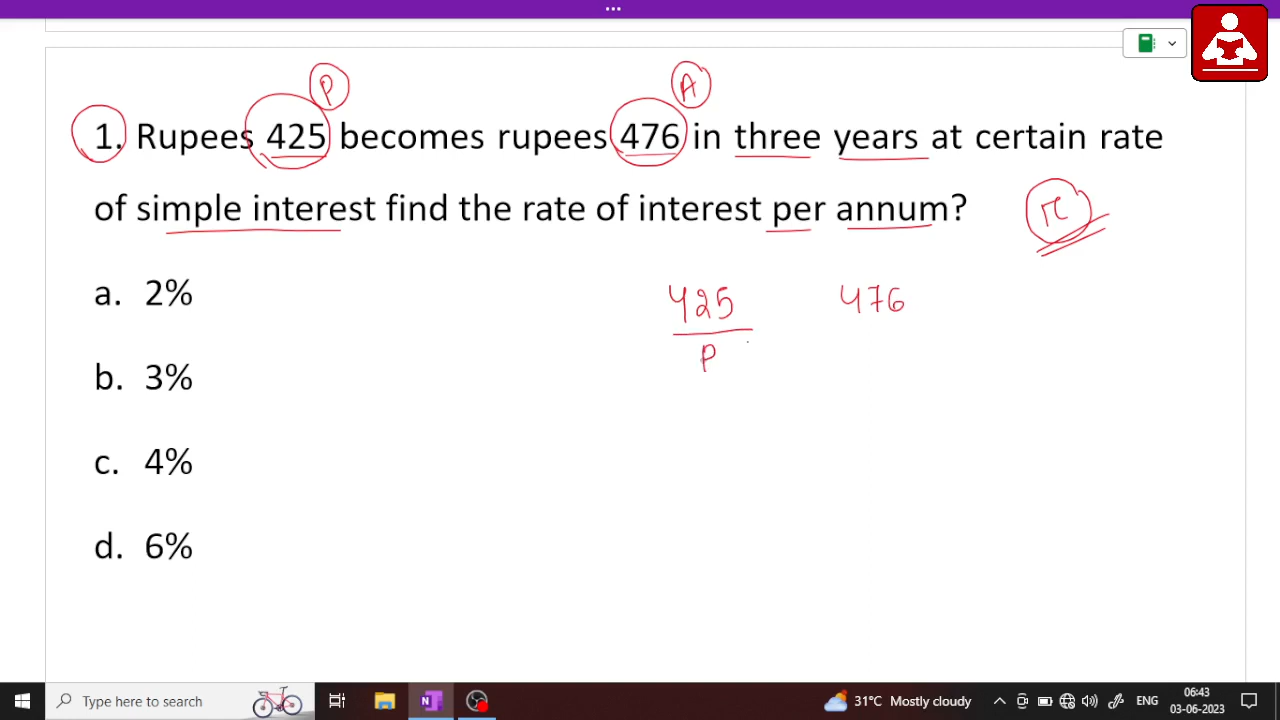 P A
1. Rupees 425 becomes rupees 476 in three years at certain rate
of simple interest find the rate of interest per annum? r
a. 2%
425 476
P
b. 3%
c. 4%
d. 6%
Type here to search 31°C Mostly cloudy ENG 06:43
03-06-2023